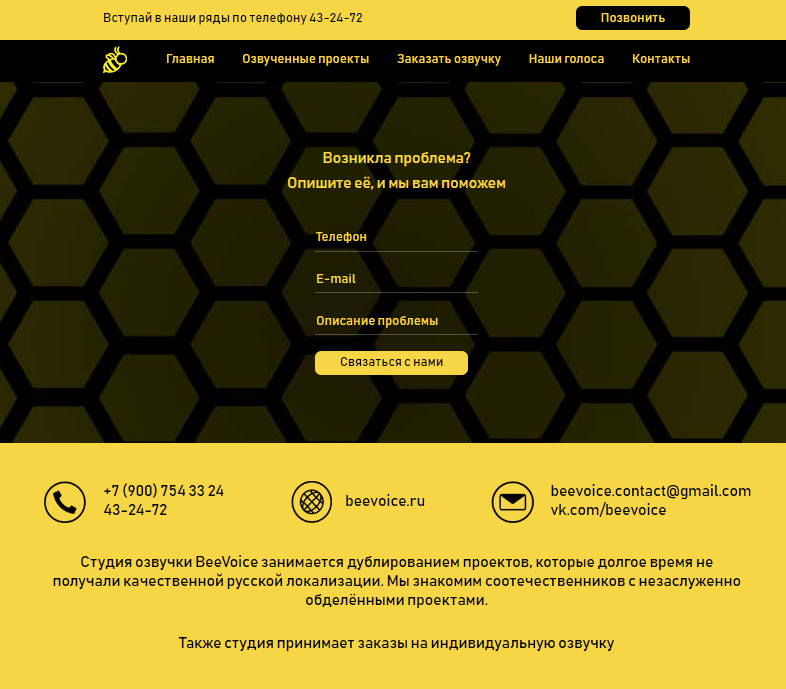 Вступай в наши ряды по телефону 43-24-72
Позвонить
Главная
Озвученные проекты
Заказать озвучку
Наши голоса
Контакты
Возникла проблема?
Опишите её, и мы вам поможем
Телефон
E-mail
Описание проблемы
Связаться с нами
+7 (900) 754 33 24
43-24-72
beevoice.ru
beevoice.contact@gmail.com
vk.com/beevoice
Студия озвучки BeeVoice занимается дублированием проектов, которые долгое время не
получали качественной русской локализации. Мы знакомим соотечественников с незаслуженно
обделёнными проектами.
Также студия принимает заказы на индивидуальную озвучку